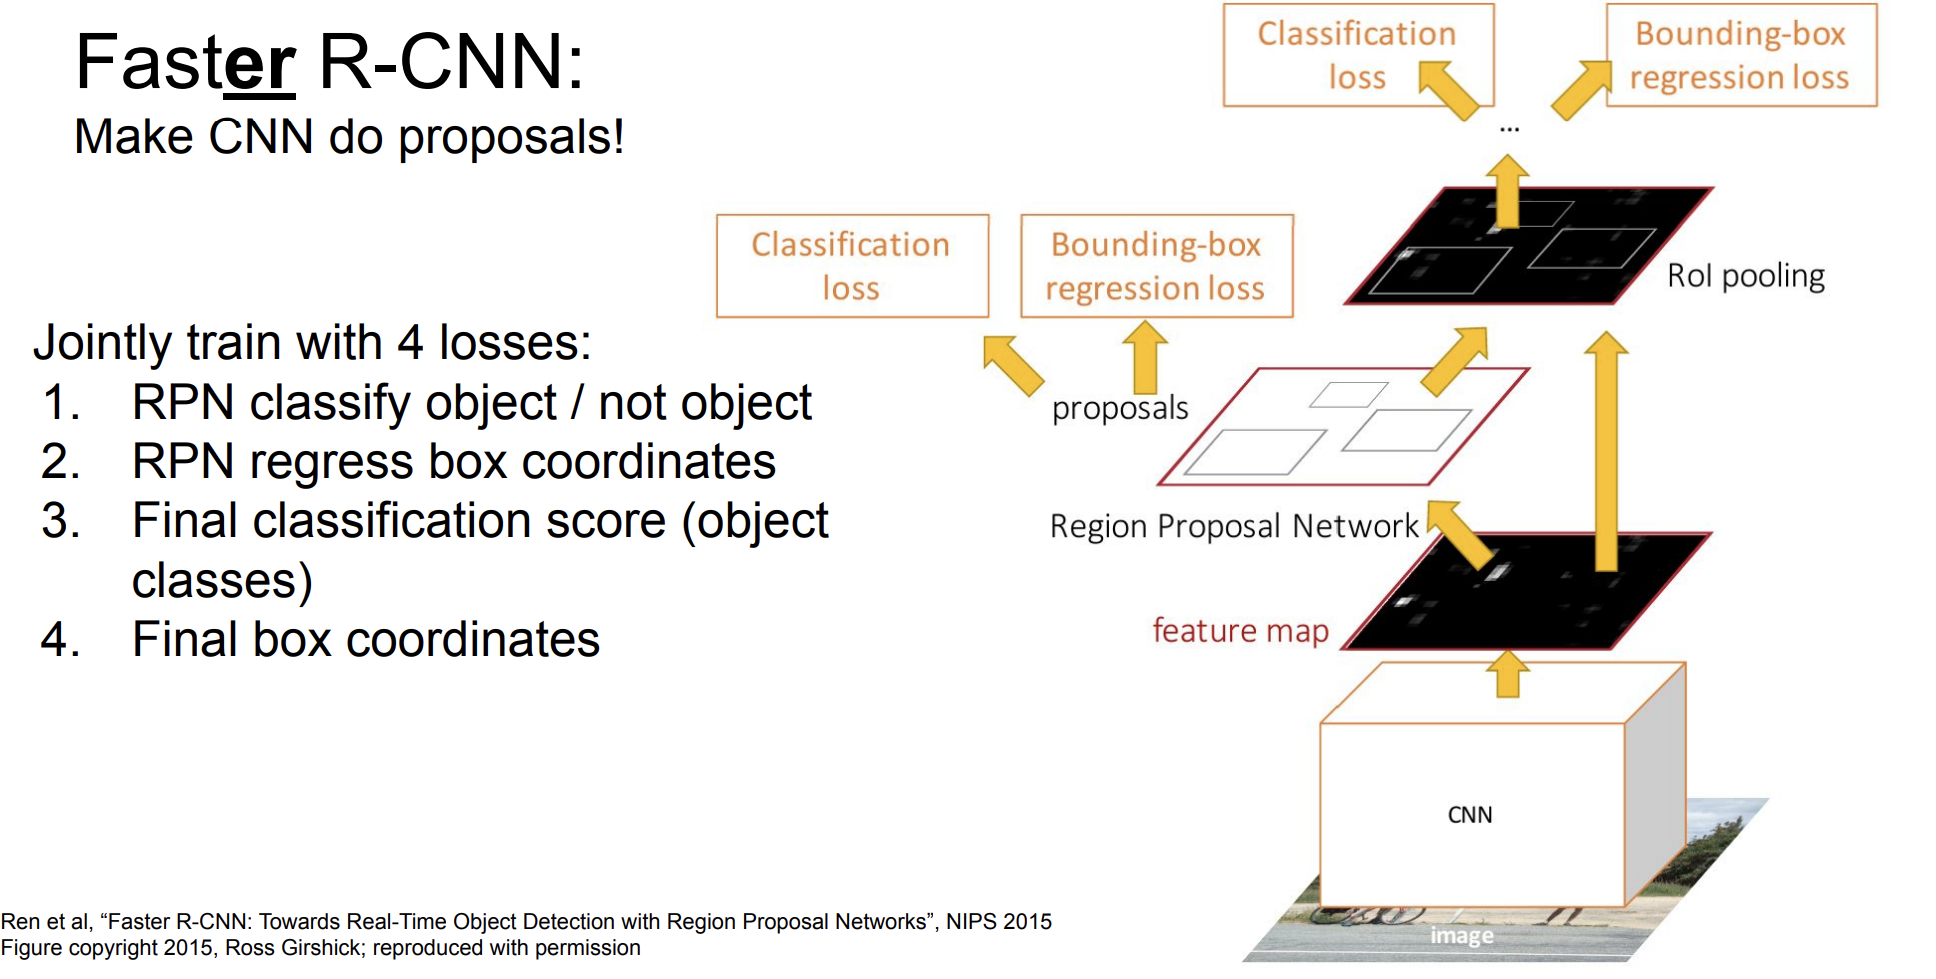 Faster R-CNN:
Make CNN do proposals!
Jointly train with 4 losses:
1. RPN classify object / not object
2. RPN regress box coordinates
3. Final classification score (object
classes)
4. Final box coordinates
Classification
loss
Bounding-box
regression loss
...
Classification
loss
Bounding-box
regression loss
RoI pooling
proposals
Region Proposal Network
feature map
CNN
image
Ren et al, “Faster R-CNN: Towards Real-Time Object Detection with Region Proposal Networks”, NIPS 2015
Figure copyright 2015, Ross Girshick; reproduced with permission